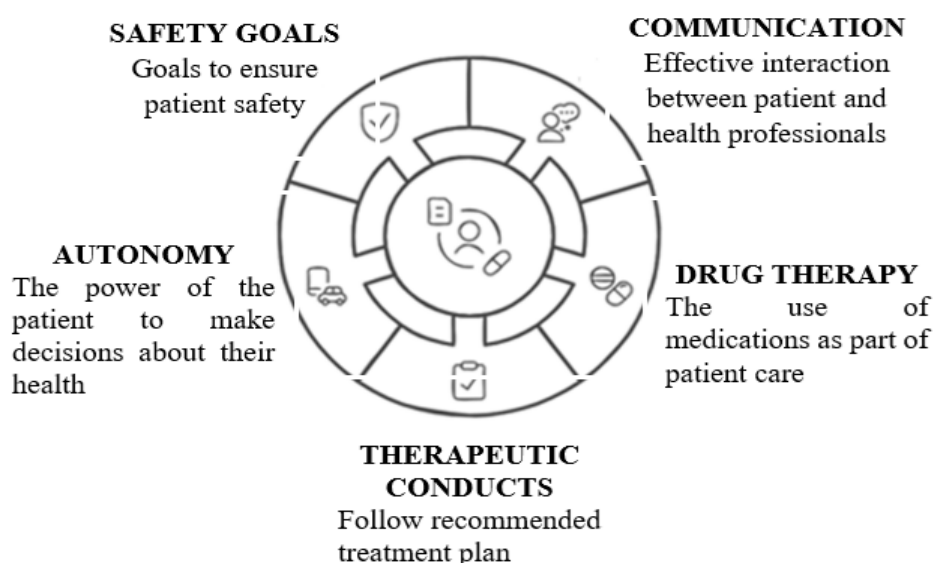 SAFETY GOALS
Goals to ensure
patient safety
COMMUNICATION
Effective interaction
between patient and
health professionals
AUTONOMY
The power of the
patient to make
decisions about their
health
DRUG THERAPY
The use of
medications as part of
patient care
THERAPEUTIC
CONDUCTS
Follow recommended
treatment plan